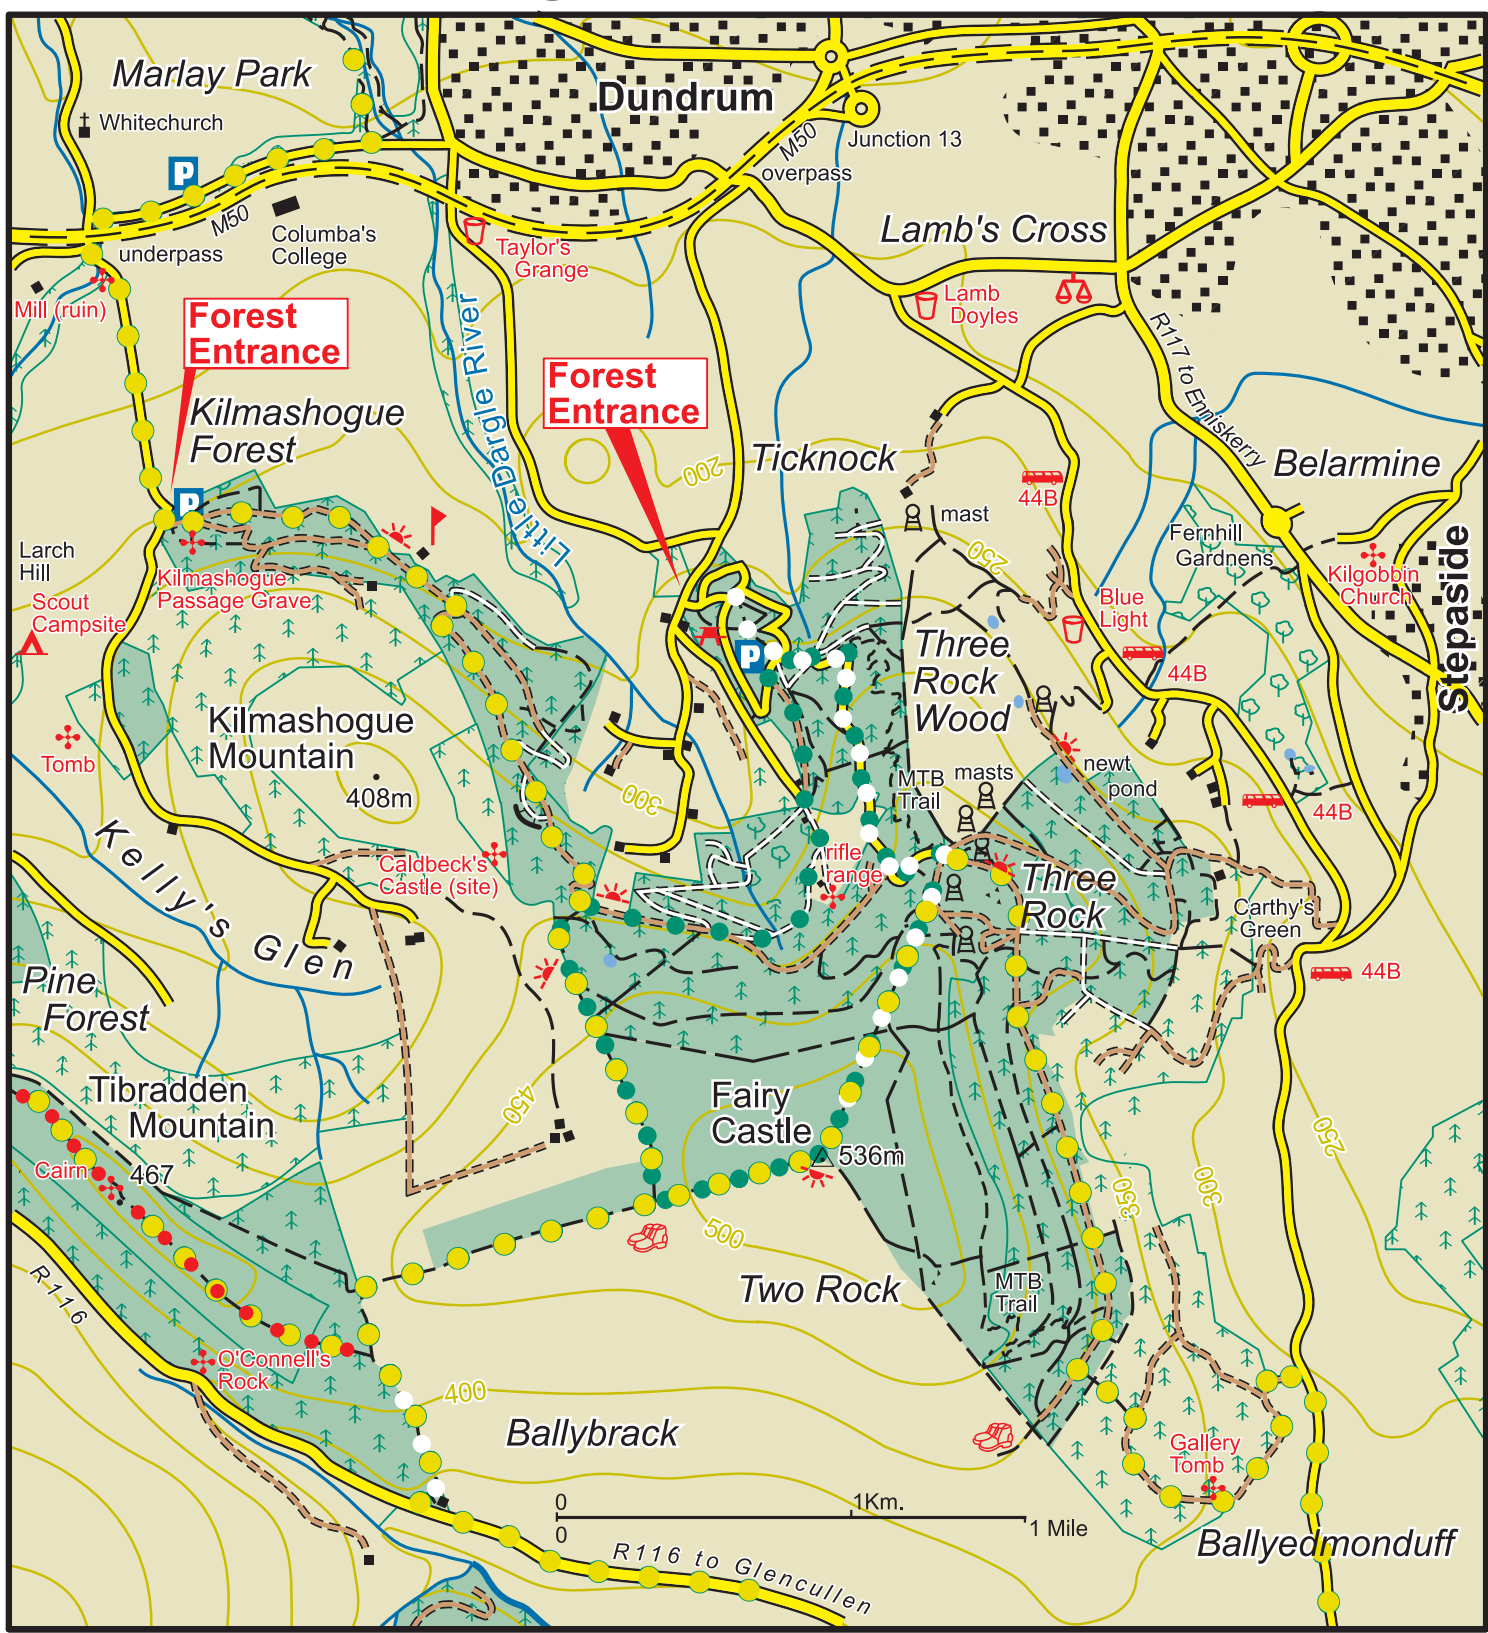 Marlay Park
Dundrum
Whitechurch
Junction 13
M50
overpass
P
M50
Columba's
College
underpass
Taylor's
Grange
Lamb's Cross
Mill (ruin)
Forest
Entrance
Little-Dargle River
Lamb
Doyles
R117 to Enniskerry
Forest
Entrance
Kilmashogue
Forest
200
Ticknock
Belarmine
44B
P
mast
250
Fernhill
Gardnens
Stepaside
Larch
Hill
Scout
Campsite
Kilmashogue
Passage Grave
Kilgobbin
Church
Blue
Light
Three
Rock
Wood
P
44B
Kilmashogue
Mountain
408m
Tomb
300
MTB
Trail
masts
newt
pond
44B
Kelly's Glen
Caldbeck's
Castle (site)
rifle
range
Three
Rock
Carthy's
Green
44B
Pine
Forest
Tibradden
Mountain
450
Fairy
Castle
536m
250
Cairn
467
350
300
500
Two Rock
MTB
Trail
R116
O'Connell's
Rock
400
Ballybrack
Gallery
Tomb
0
1Km.
0
1 Mile
Ballyedmonduff
R116 to Glencullen